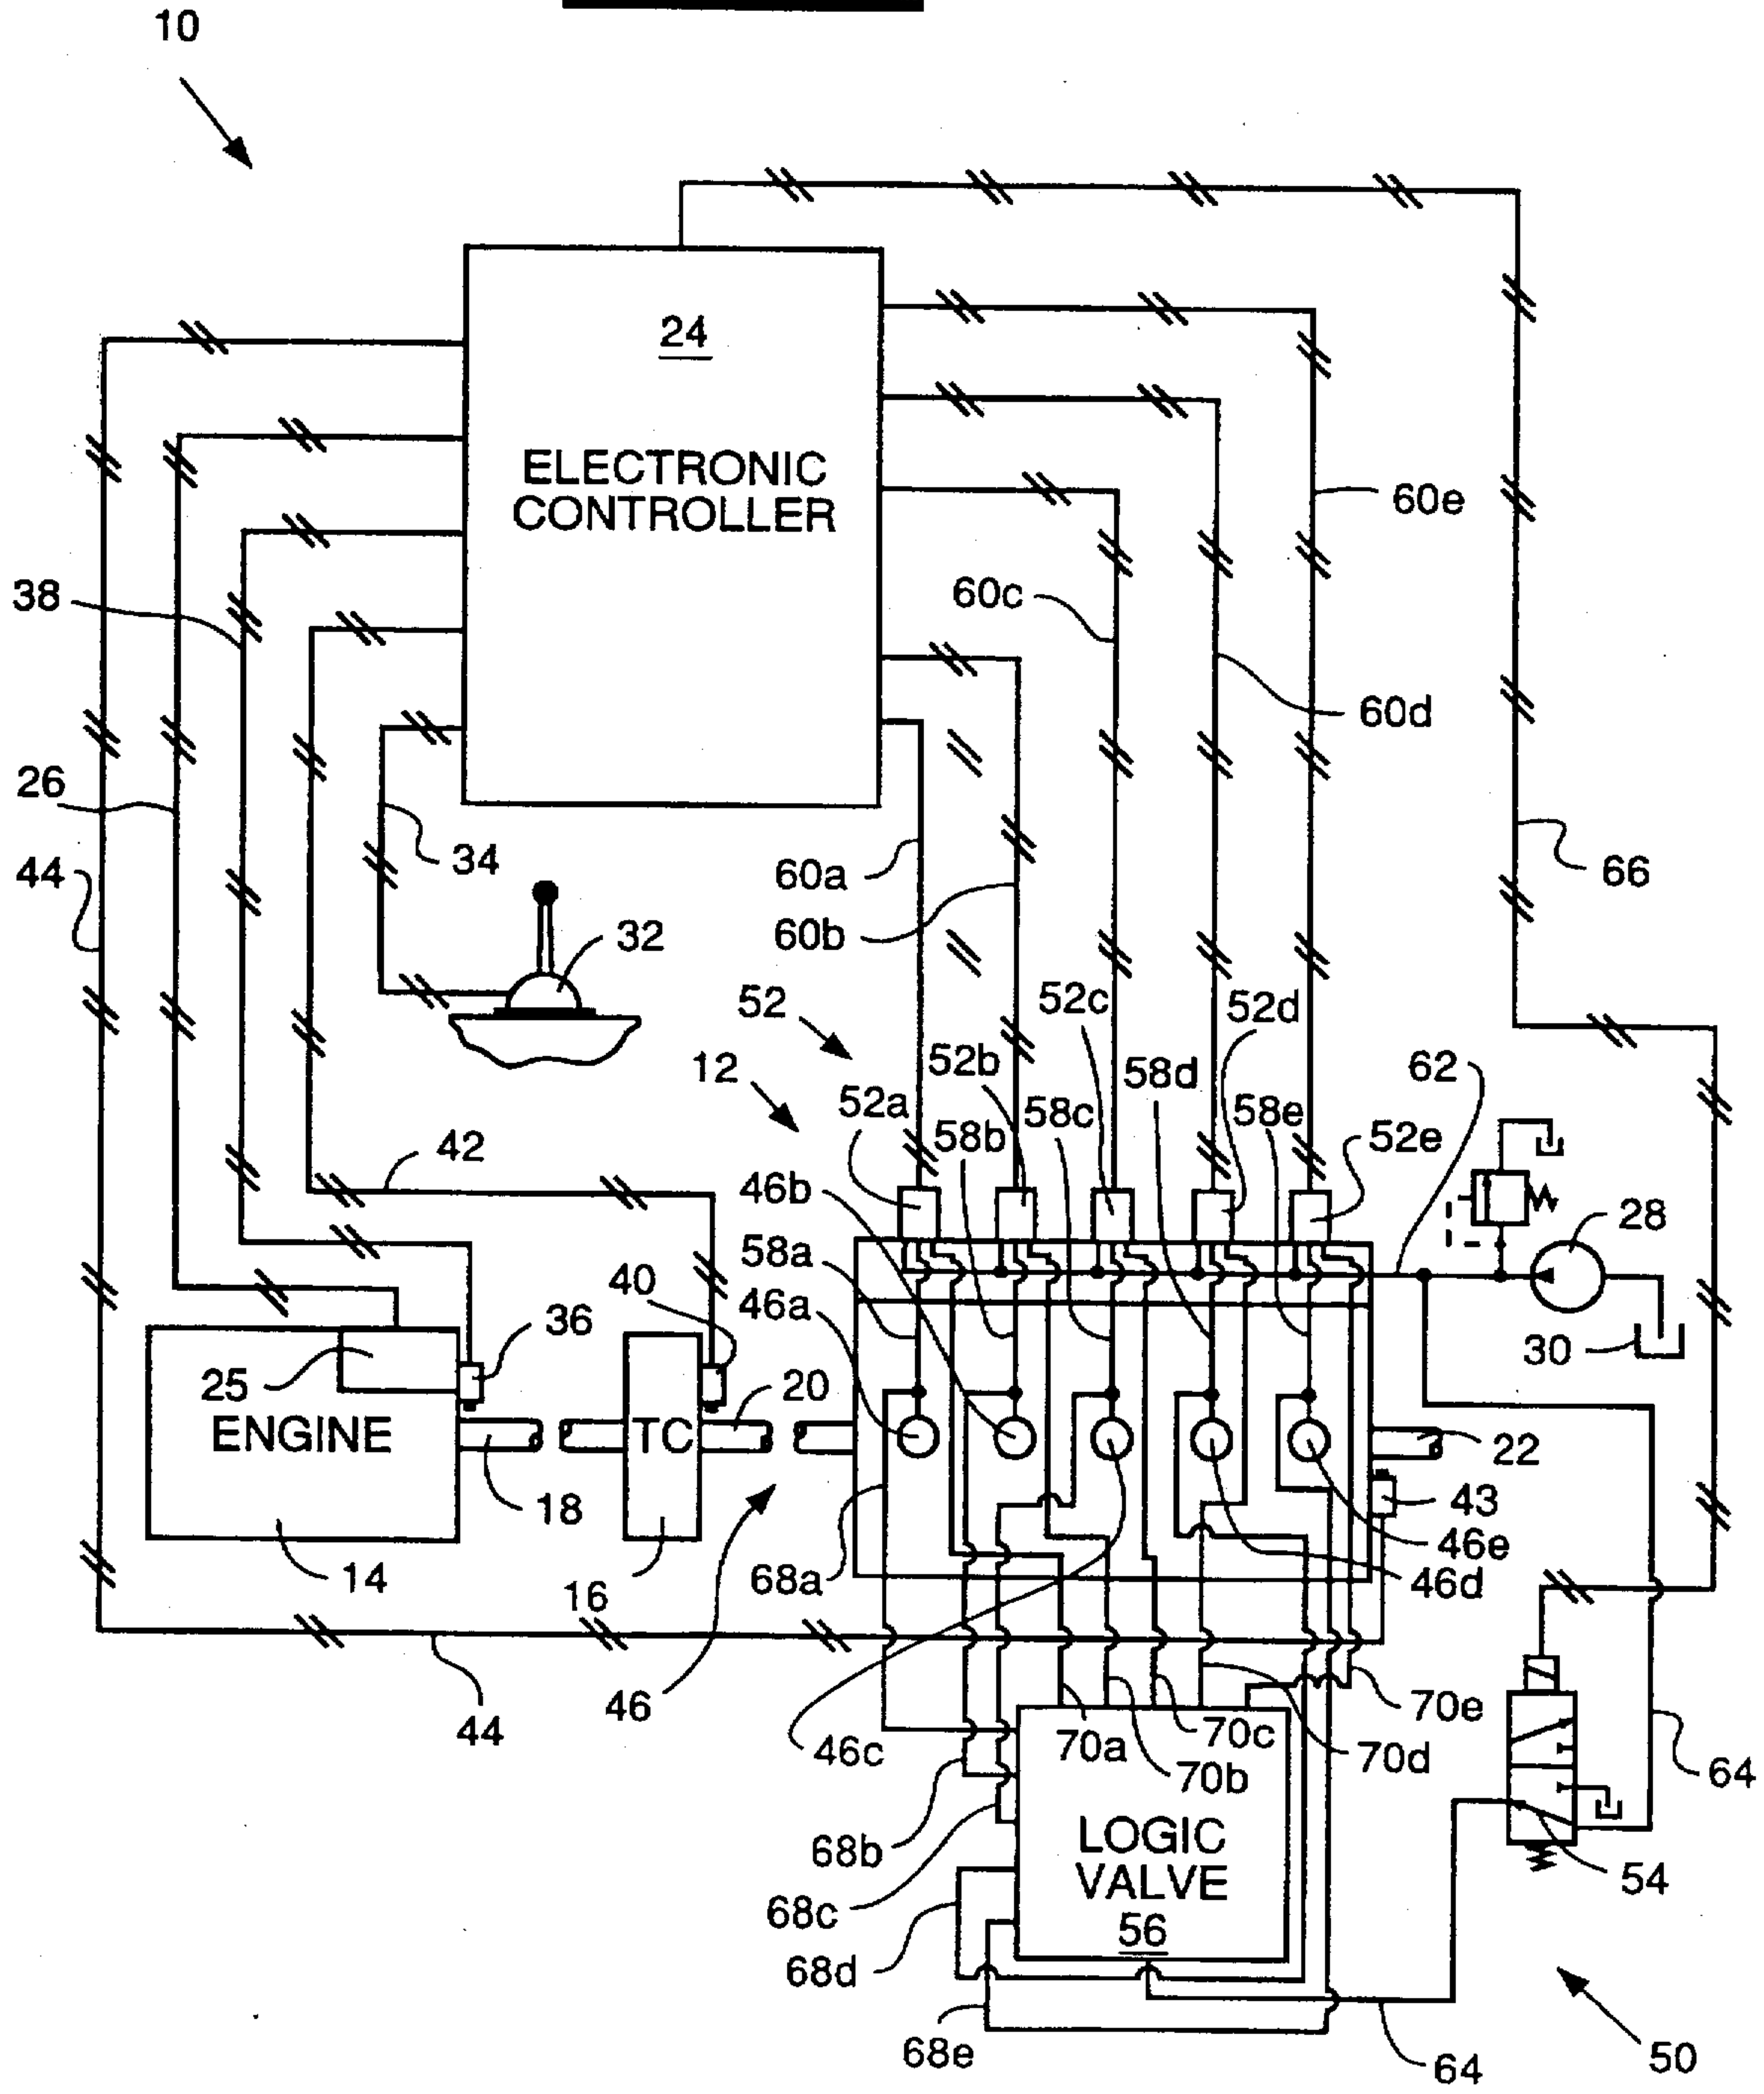 10
24
ELECTRONIC
CONTROLLER
60e
38
60c
60d
26
34
44
60a
66
32
60b
52
52c
52d
12
52b
58d
62
52a
58c
58e
52e
42
58b
46b
28
58a
40
46a
36
30
25
20
ENGINE
TC
22
18
43
46e
14
16
68a
46d
44
46
46c
70a
70c
70e
70b
70d
64
68b
LOGIC
VALVE
54
68c
56
68d
68e
64
50